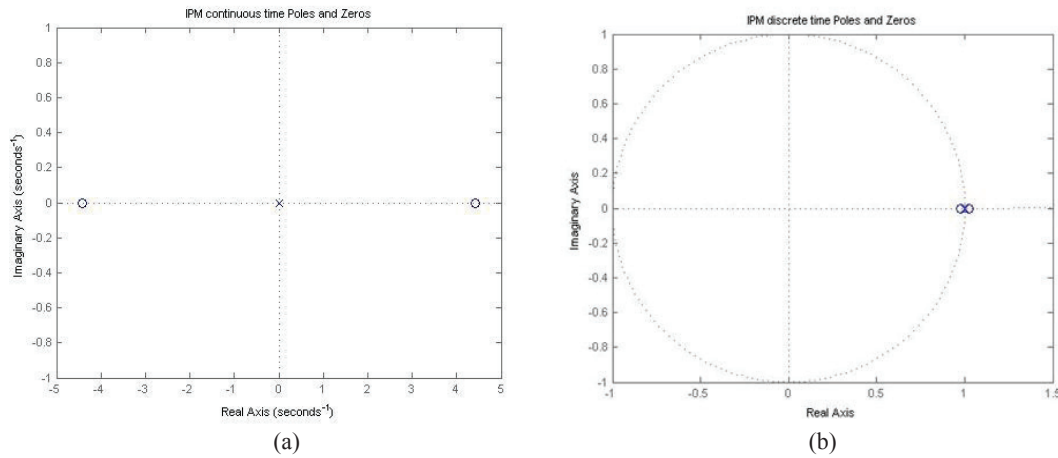 IPM continuous time Poles and Zeros
1
0.8
0.6
0.4
0.2
0
-0.2
-0.4
-0.6
-0.8
-1
Imaginary Axis (seconds⁻¹)
-5 -4 -3 -2 -1 0 1 2 3 4 5
Real Axis (seconds⁻¹)
(a)
IPM discrete time Poles and Zeros
1
0.8
0.6
0.4
0.2
0
-0.2
-0.4
-0.6
-0.8
-1
Imaginary Axis
-1 -0.5 0 0.5 1 1.5
Real Axis
(b)